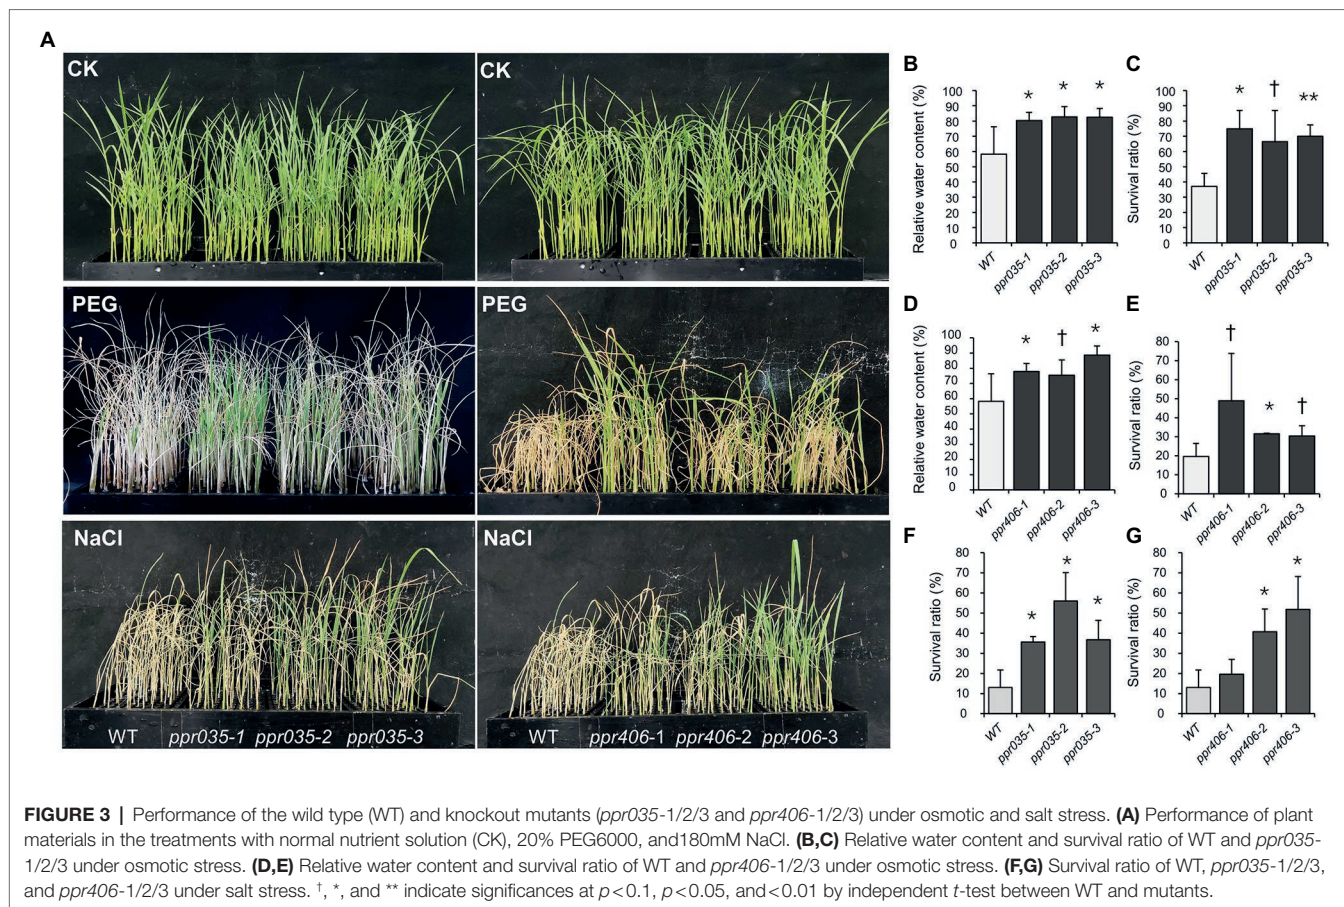 A
CK
CK
PEG
PEG
NaCl
WT ppr035-1 ppr035-2 ppr035-3
NaCl
WT ppr406-1 ppr406-2 ppr406-3
B
Relative water content (%)
100
90
80
70
60
50
40
30
20
10
0
* * *
WT ppr035-1 ppr035-2 ppr035-3
C
Survival ratio (%)
100
90
80
70
60
50
40
30
20
10
0
* † **
WT ppr035-1 ppr035-2 ppr035-3
D
Relative water content (%)
100
90
80
70
60
50
40
30
20
10
0
* † *
WT ppr406-1 ppr406-2 ppr406-3
E
Survival ratio (%)
80
70
60
50
40
30
20
10
0
† * †
WT ppr406-1 ppr406-2 ppr406-3
F
Survival ratio (%)
80
70
60
50
40
30
20
10
0
* * *
WT ppr035-1 ppr035-2 ppr035-3
G
Survival ratio (%)
80
70
60
50
40
30
20
10
0
* *
WT ppr406-1 ppr406-2 ppr406-3
FIGURE 3 | Performance of the wild type (WT) and knockout mutants (ppr035-1/2/3 and ppr406-1/2/3) under osmotic and salt stress. (A) Performance of plant
materials in the treatments with normal nutrient solution (CK), 20% PEG6000, and180mM NaCl. (B,C) Relative water content and survival ratio of WT and ppr035-
1/2/3 under osmotic stress. (D,E) Relative water content and survival ratio of WT and ppr406-1/2/3 under osmotic stress. (F,G) Survival ratio of WT, ppr035-1/2/3,
and ppr406-1/2/3 under salt stress. †, *, and ** indicate significances at p<0.1, p<0.05, and<0.01 by independent t-test between WT and mutants.